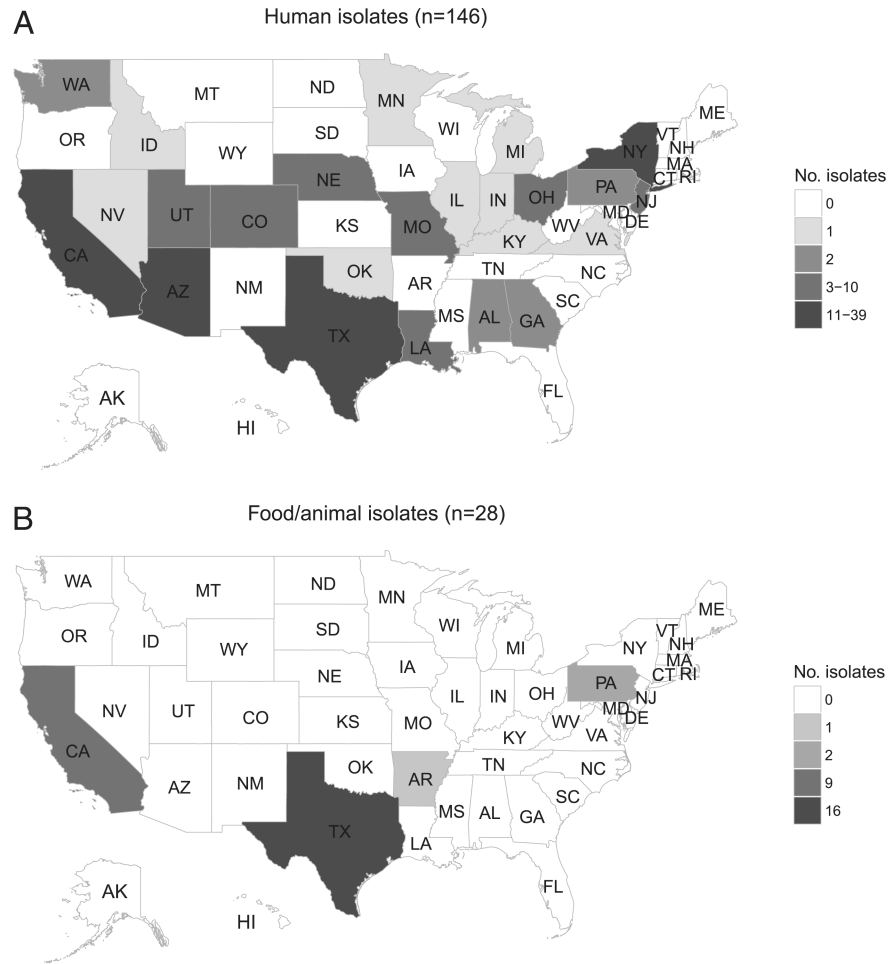 A
Human isolates (n=146)
WA MT ND MN ME
OR ID WY SD WI MI NY VT NH MA CT RI
NV UT CO NE IA IL IN OH PA NJ MD DE
CA KS MO KY WV VA
AZ NM OK AR TN NC
TX LA MS AL GA SC
AK HI FL
No. isolates
0
1
2
3−10
11−39
B
Food/animal isolates (n=28)
WA MT ND MN ME
OR ID WY SD WI MI NY VT NH MA CT RI
NV UT CO NE IA IL IN OH PA NJ MD DE
CA KS MO KY WV VA
AZ NM OK AR TN NC
TX LA MS AL GA SC
AK HI FL
No. isolates
0
1
2
9
16